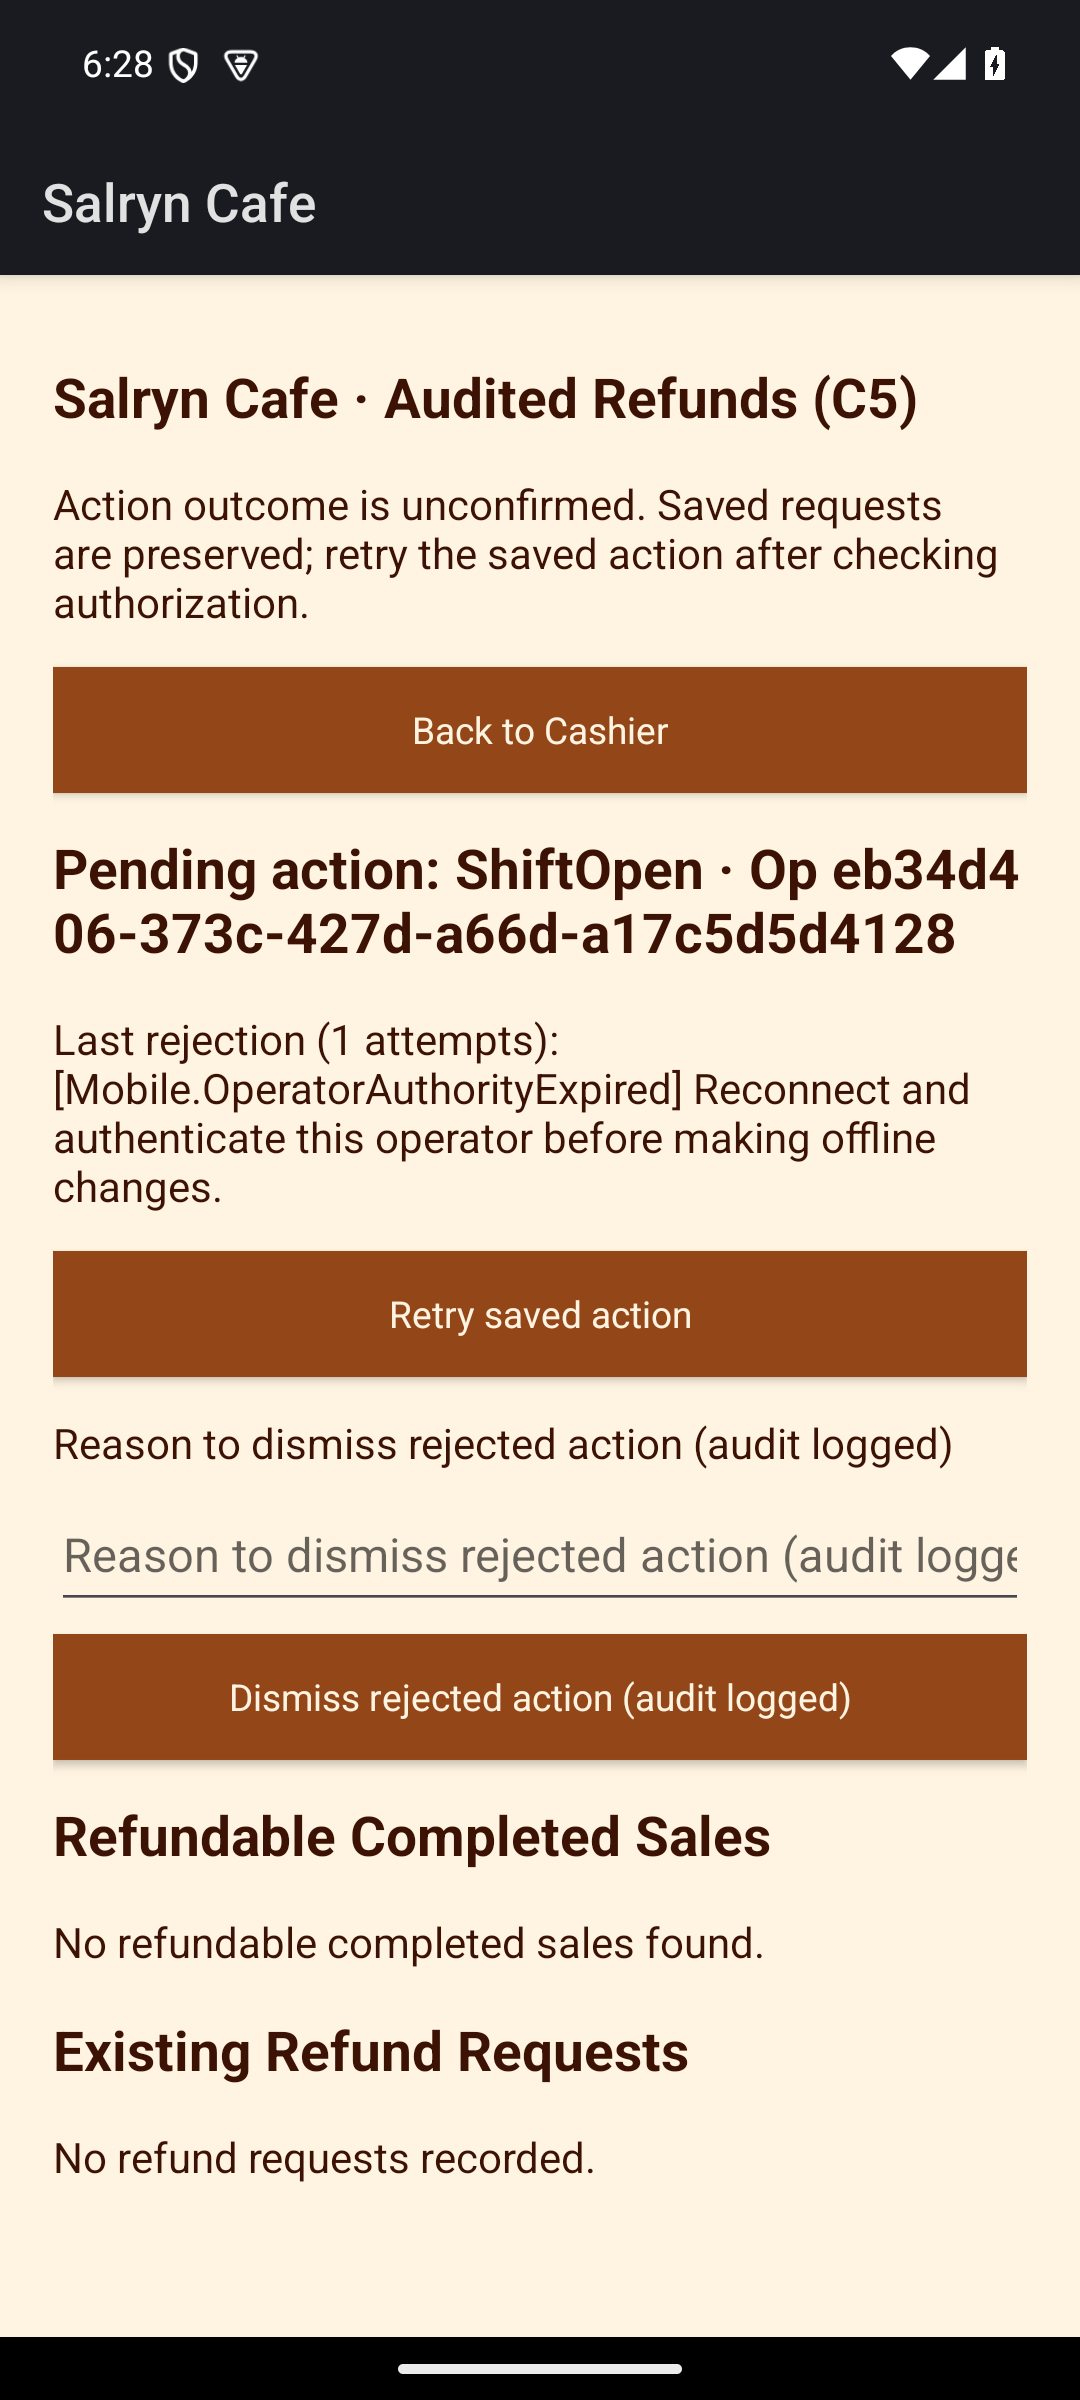 6:28
Salryn Cafe
Salryn Cafe · Audited Refunds (C5)
Action outcome is unconfirmed. Saved requests
are preserved; retry the saved action after checking
authorization.
Back to Cashier
Pending action: ShiftOpen · Op eb34d4
06-373c-427d-a66d-a17c5d5d4128
Last rejection (1 attempts):
[Mobile.OperatorAuthorityExpired] Reconnect and
authenticate this operator before making offline
changes.
Retry saved action
Reason to dismiss rejected action (audit logged)
Reason to dismiss rejected action (audit logge
Dismiss rejected action (audit logged)
Refundable Completed Sales
No refundable completed sales found.
Existing Refund Requests
No refund requests recorded.